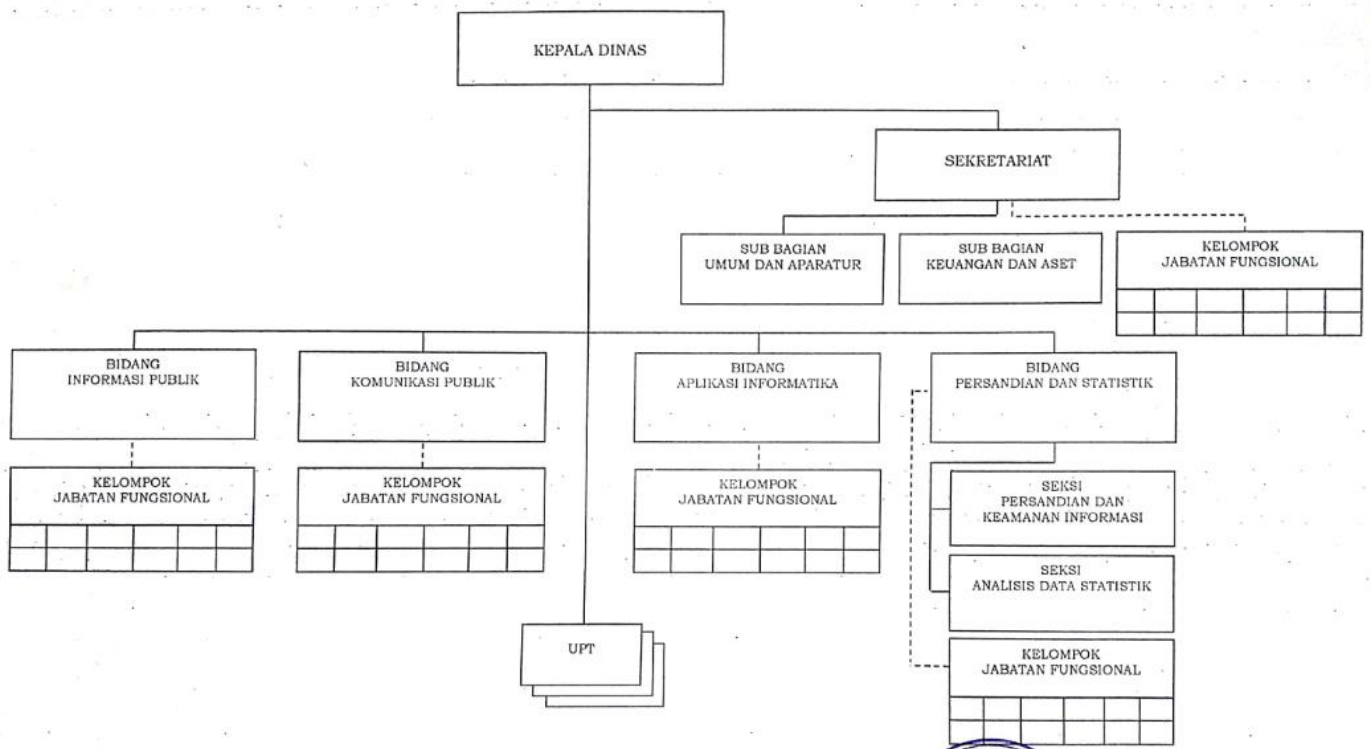 KEPALA DINAS
SEKRETARIAT
SUB BAGIAN
UMUM DAN APARATUR
SUB BAGIAN
KEUANGAN DAN ASET
KELOMPOK
JABATAN FUNGSIONAL
BIDANG
INFORMASI PUBLIK
BIDANG
KOMUNIKASI PUBLIK
BIDANG
APLIKASI INFORMATIKA
BIDANG
PERSANDIAN DAN STATISTIK
KELOMPOK
JABATAN FUNGSIONAL
KELOMPOK
JABATAN FUNGSIONAL
KELOMPOK
JABATAN FUNGSIONAL
SEKSI
PERSANDIAN DAN
KEAMANAN INFORMASI
SEKSI
ANALISIS DATA STATISTIK
KELOMPOK
JABATAN FUNGSIONAL
UPT